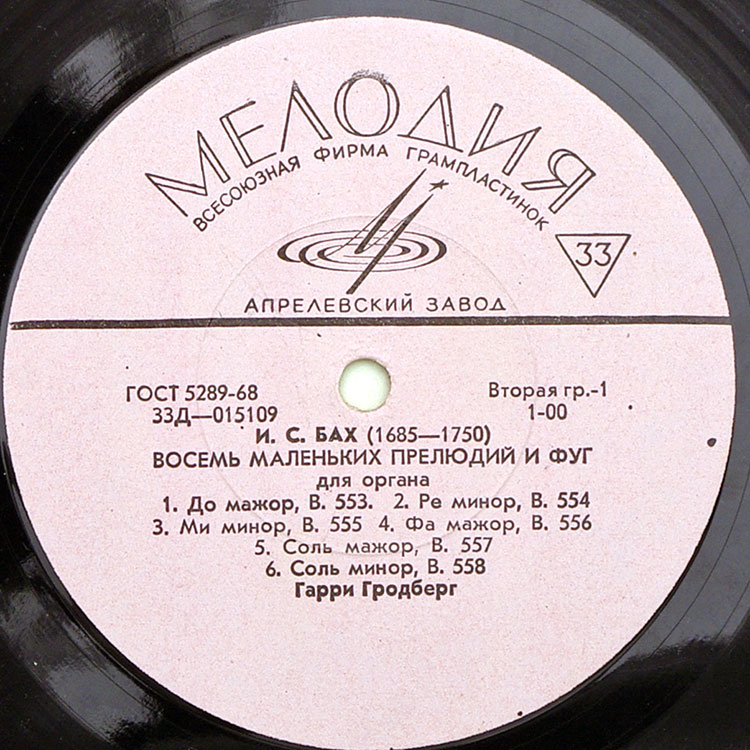 МЕЛОДИЯ
ВСЕСОЮЗНАЯ ФИРМА ГРАМПЛАСТИНОК
33
АПРЕЛЕВСКИЙ ЗАВОД
ГОСТ 5289-68 Вторая гр.-1
33Д—015109 1-00
И. С. БАХ (1685—1750)
ВОСЕМЬ МАЛЕНЬКИХ ПРЕЛЮДИЙ И ФУГ
для органа
1. До мажор, В. 553. 2. Ре минор, В. 554
3. Ми минор, В. 555 4. Фа мажор, В. 556
5. Соль мажор, В. 557
6. Соль минор, В. 558
Гарри Гродберг